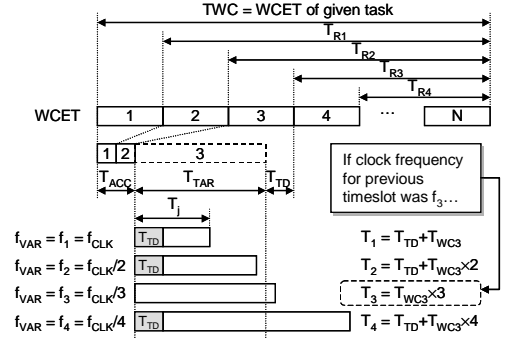 TWC = WCET of given task
T_R1
T_R2
T_R3
T_R4
WCET 1 2 3 4 ... N
1 2 3
T_ACC T_TAR T_TD
T_j
If clock frequency
for previous
timeslot was f_3...
f_VAR = f_1 = f_CLK T_TD T_1 = T_TD+T_WC3
f_VAR = f_2 = f_CLK/2 T_TD T_2 = T_TD+T_WC3×2
f_VAR = f_3 = f_CLK/3 T_3 = T_WC3×3
f_VAR = f_4 = f_CLK/4 T_TD T_4 = T_TD+T_WC3×4